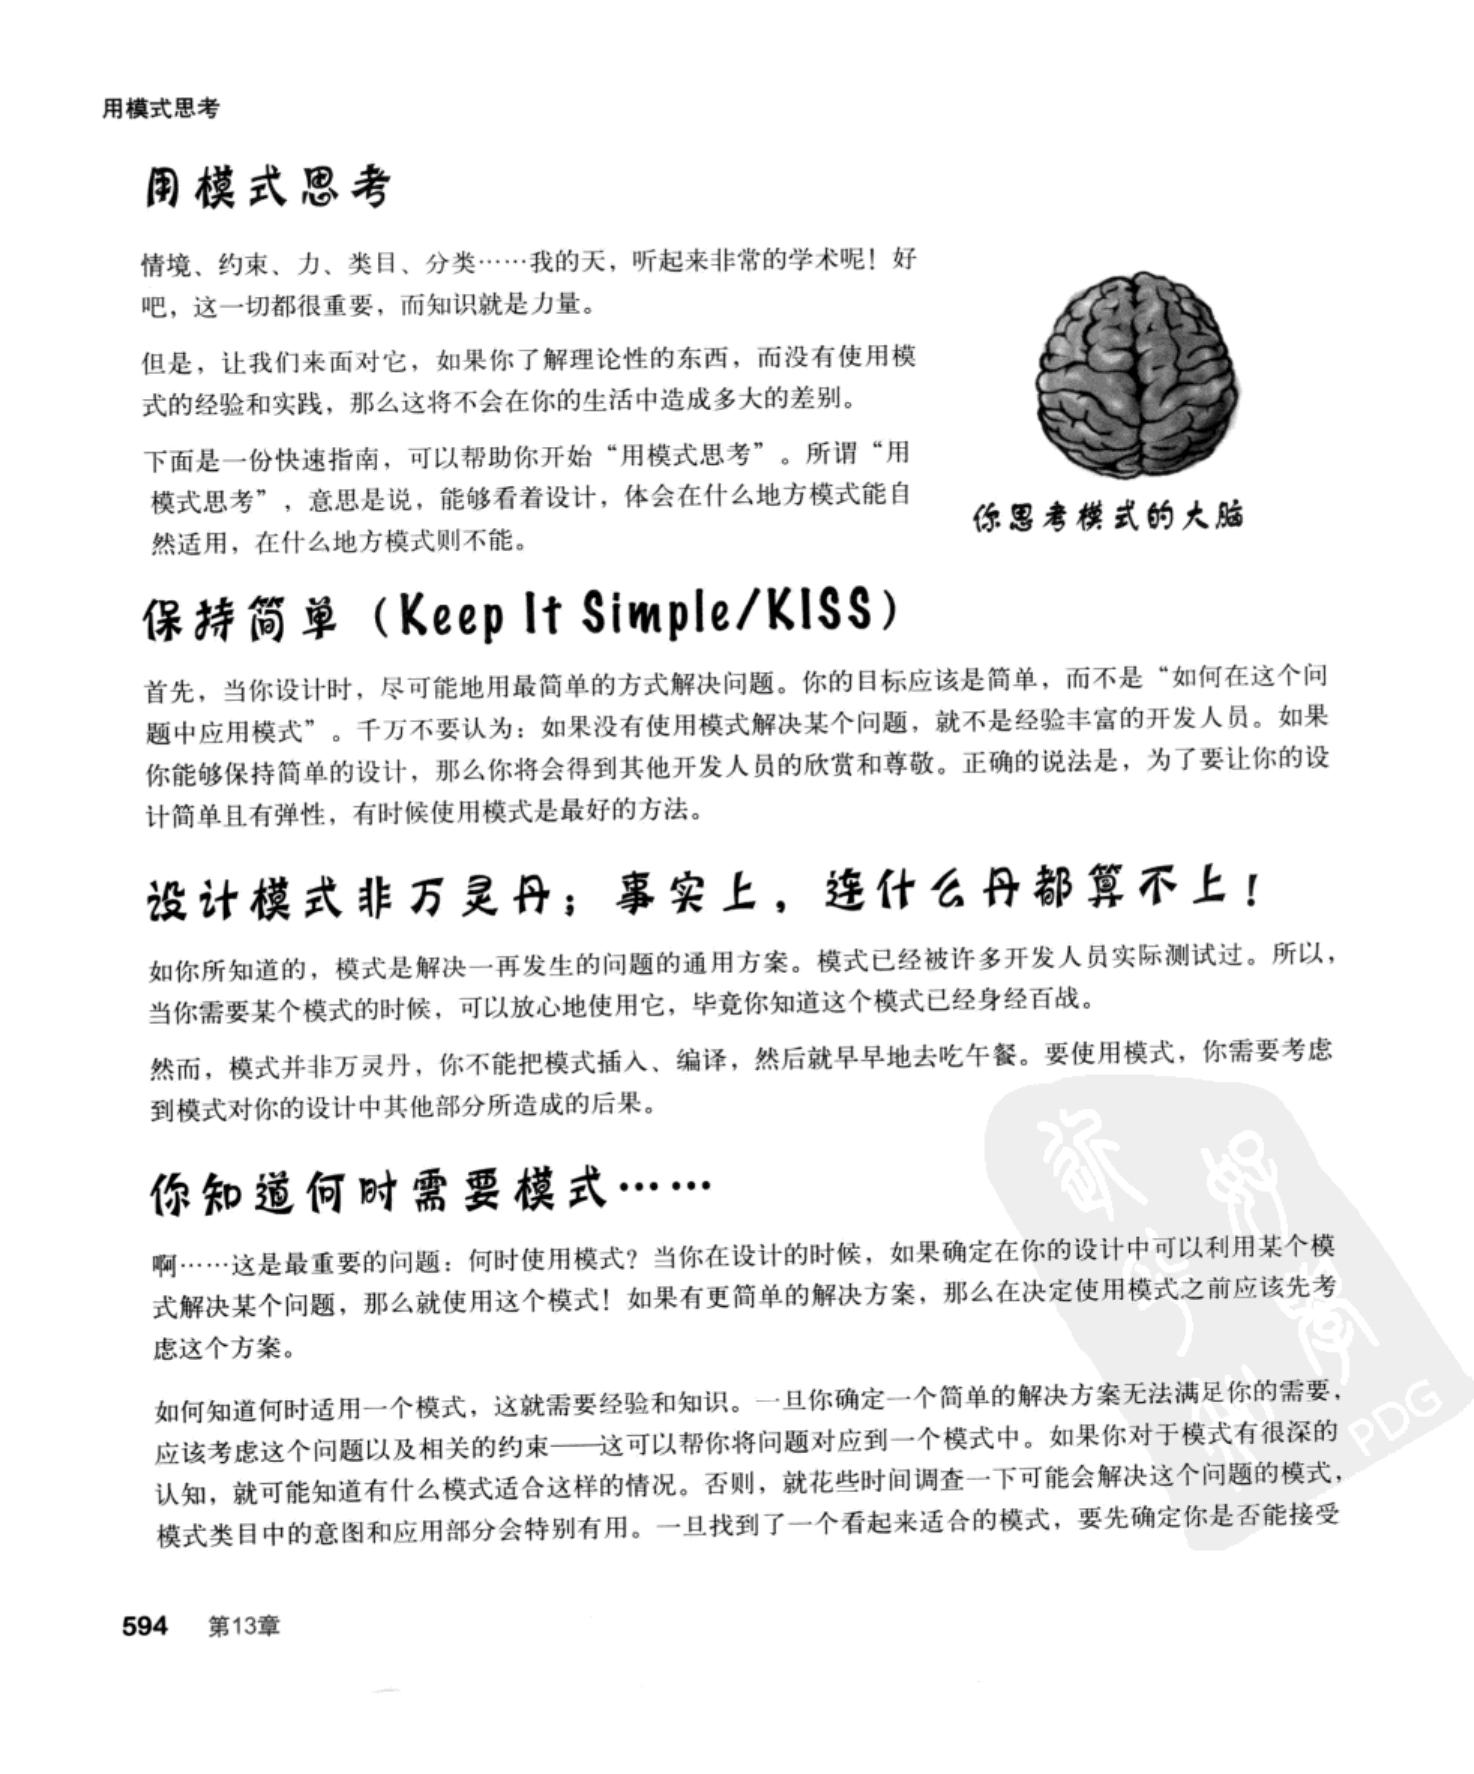 用模式思考
用模式思考
情境、约束、力、类目、分类……我的天，听起来非常的学术呢！好
吧，这一切都很重要，而知识就是力量。
但是，让我们来面对它，如果你了解理论性的东西，而没有使用模
式的经验和实践，那么这将不会在你的生活中造成多大的差别。
下面是一份快速指南，可以帮助你开始“用模式思考”。所谓“用
模式思考”，意思是说，能够看着设计，体会在什么地方模式能自
然适用，在什么地方模式则不能。
你思考模式的大脑
保持简单（Keep It Simple/KISS）
首先，当你设计时，尽可能地用最简单的方式解决问题。你的目标应该是简单，而不是“如何在这个问
题中应用模式”。千万不要认为：如果没有使用模式解决某个问题，就不是经验丰富的开发人员。如果
你能够保持简单的设计，那么你将会得到其他开发人员的欣赏和尊敬。正确的说法是，为了要让你的设
计简单且有弹性，有时候使用模式是最好的方法。
设计模式非万灵丹；事实上，连什么丹都算不上！
如你所知道的，模式是解决一再发生的问题的通用方案。模式已经被许多开发人员实际测试过。所以，
当你需要某个模式的时候，可以放心地使用它，毕竟你知道这个模式已经身经百战。
然而，模式并非万灵丹，你不能把模式插入、编译，然后就早早地去吃午餐。要使用模式，你需要考虑
到模式对你的设计中其他部分所造成的后果。
你知道何时需要模式……
啊……这是最重要的问题：何时使用模式？当你在设计的时候，如果确定在你的设计中可以利用某个模
式解决某个问题，那么就使用这个模式！如果有更简单的解决方案，那么在决定使用模式之前应该先考
虑这个方案。
如何知道何时适用一个模式，这就需要经验和知识。一旦你确定一个简单的解决方案无法满足你的需要，
应该考虑这个问题以及相关的约束——这可以帮你将问题对应到一个模式中。如果你对于模式有很深的
认知，就可能知道有什么模式适合这样的情况。否则，就花些时间调查一下可能会解决这个问题的模式，
模式类目中的意图和应用部分会特别有用。一旦找到了一个看起来适合的模式，要先确定你是否能接受
PDG
594 第13章